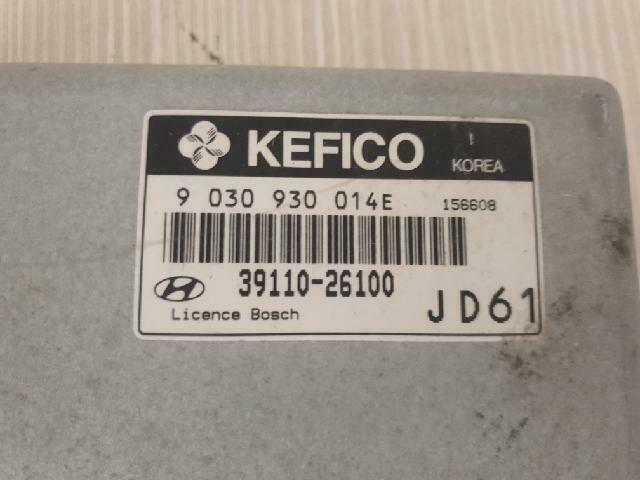 KEFICO
KOREA
9 030 930 014E 156608
39110-26100
Licence Bosch
JD61